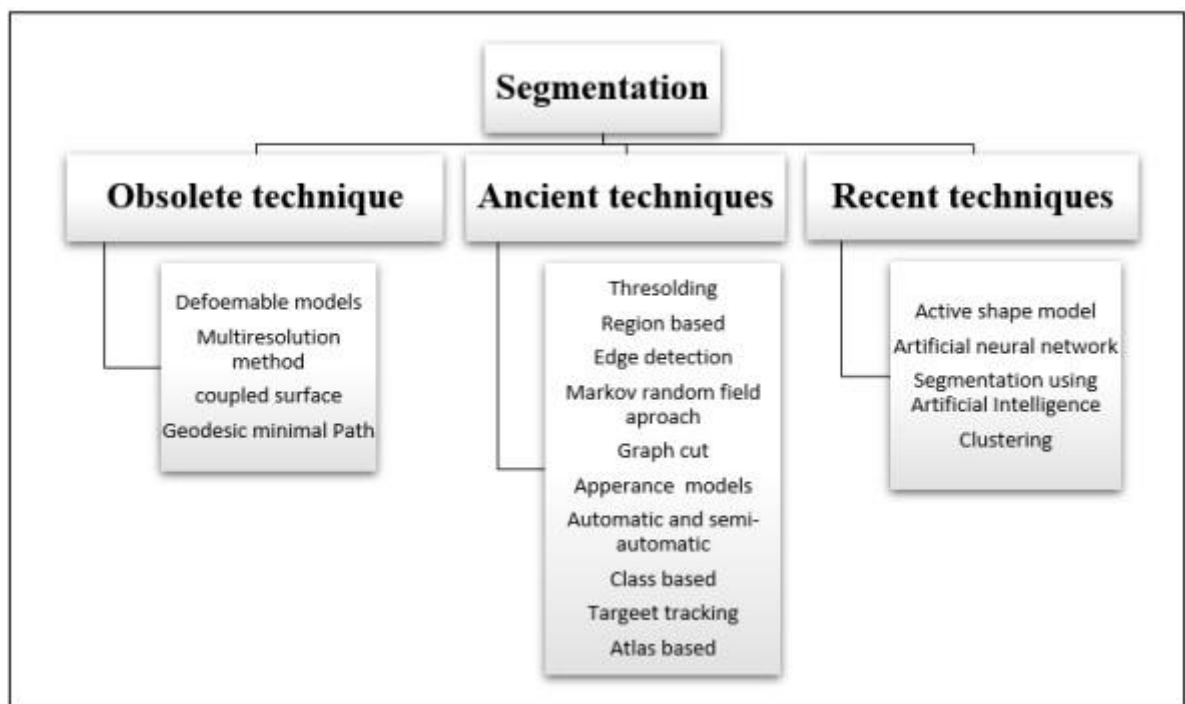 Segmentation
Obsolete technique
Defoemable models
Multiresolution
method
coupled surface
Geodesic minimal Path
Ancient techniques
Thresolding
Region based
Edge detection
Markov random field
aproach
Graph cut
Apperance models
Automatic and semi-
automatic
Class based
Targeet tracking
Atlas based
Recent techniques
Active shape model
Artificial neural network
Segmentation using
Artificial Intelligence
Clustering